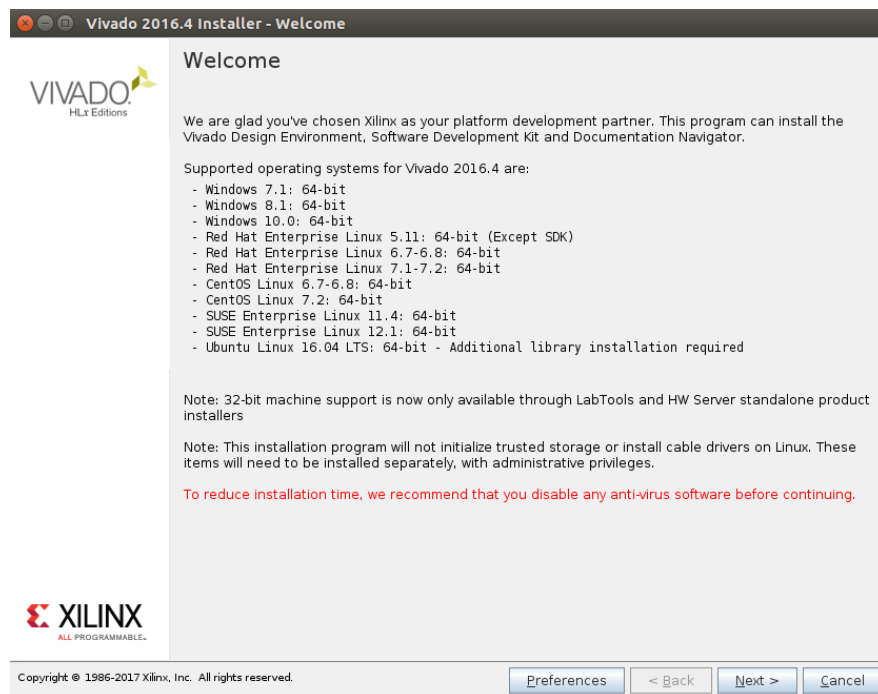 Vivado 2016.4 Installer - Welcome
VIVADO.
HLx Editions
Welcome
We are glad you've chosen Xilinx as your platform development partner. This program can install the
Vivado Design Environment, Software Development Kit and Documentation Navigator.
Supported operating systems for Vivado 2016.4 are:
- Windows 7.1: 64-bit
- Windows 8.1: 64-bit
- Windows 10.0: 64-bit
- Red Hat Enterprise Linux 5.11: 64-bit (Except SDK)
- Red Hat Enterprise Linux 6.7-6.8: 64-bit
- Red Hat Enterprise Linux 7.1-7.2: 64-bit
- CentOS Linux 6.7-6.8: 64-bit
- CentOS Linux 7.2: 64-bit
- SUSE Enterprise Linux 11.4: 64-bit
- SUSE Enterprise Linux 12.1: 64-bit
- Ubuntu Linux 16.04 LTS: 64-bit - Additional library installation required
Note: 32-bit machine support is now only available through LabTools and HW Server standalone product
installers
Note: This installation program will not initialize trusted storage or install cable drivers on Linux. These
items will need to be installed separately, with administrative privileges.
To reduce installation time, we recommend that you disable any anti-virus software before continuing.
XILINX
ALL PROGRAMMABLE.
Copyright © 1986-2017 Xilinx, Inc. All rights reserved.
Preferences
< Back
Next >
Cancel